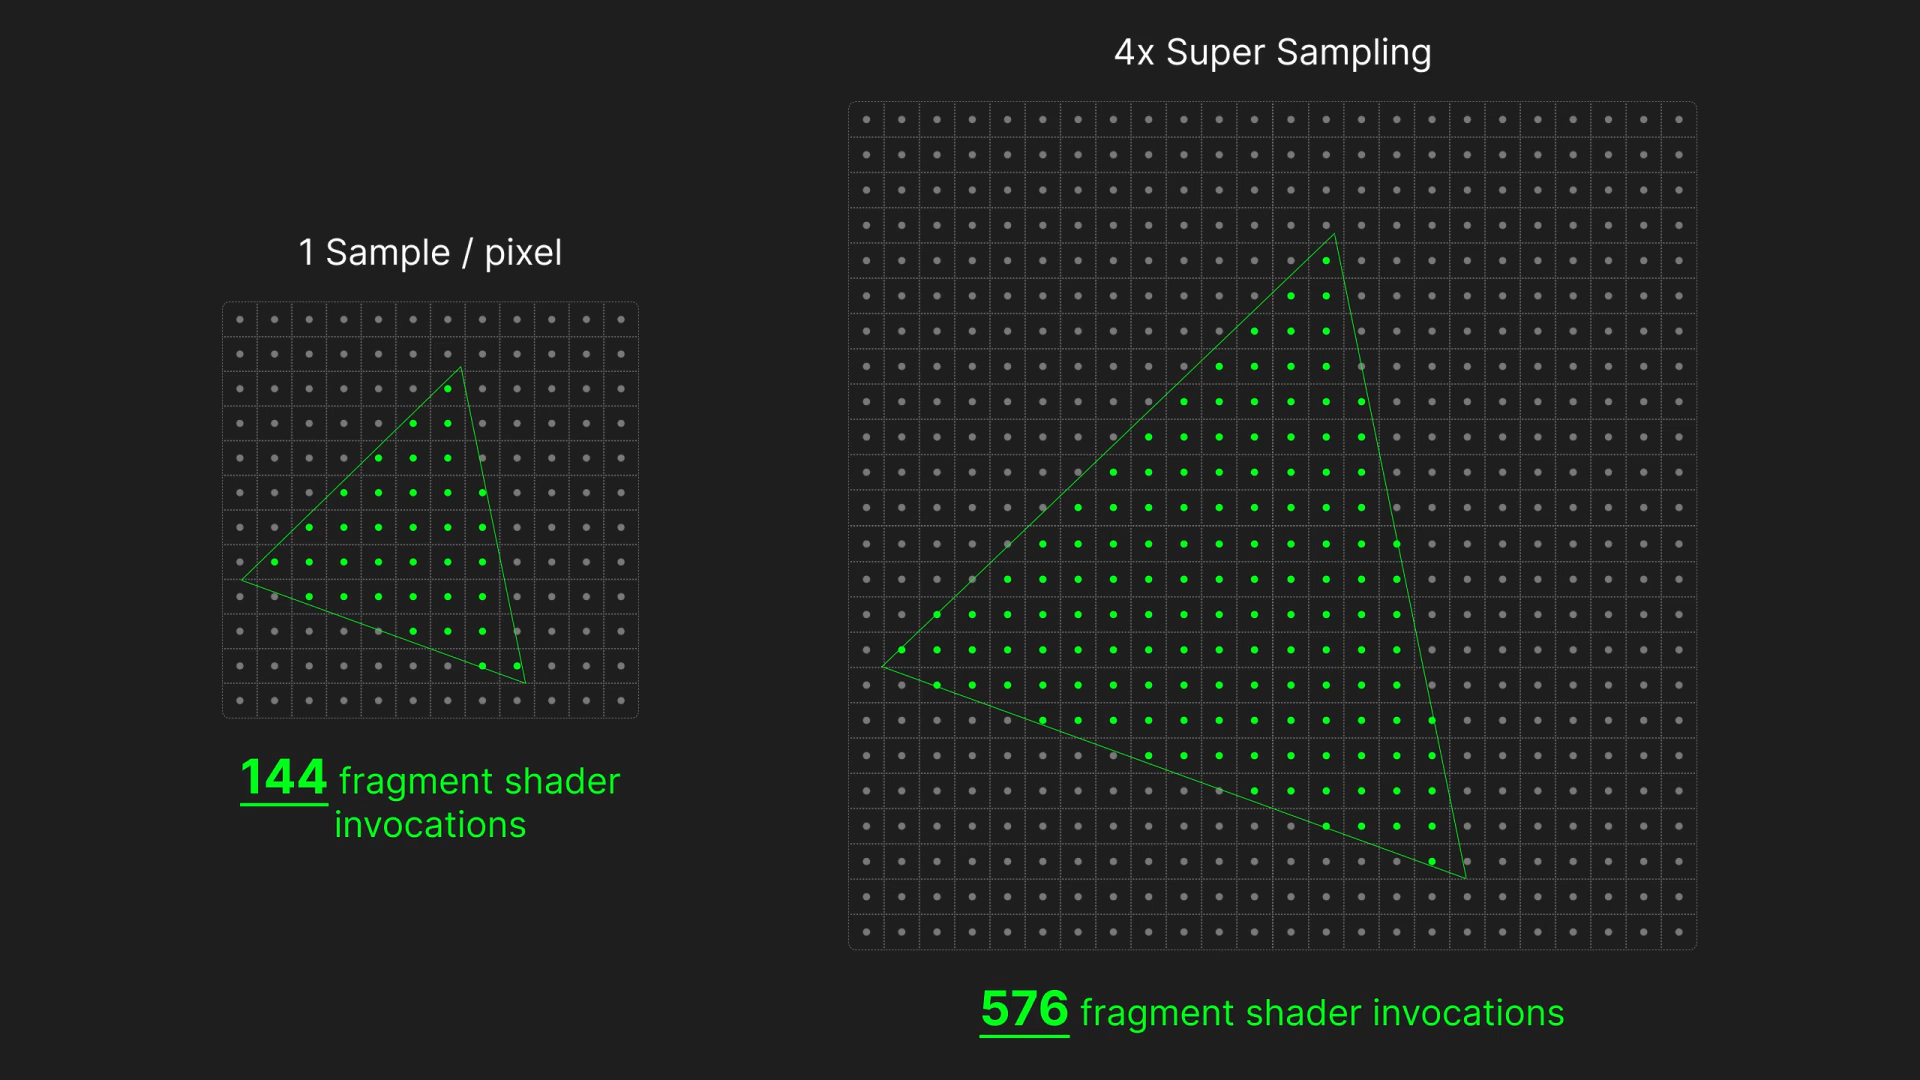 1 Sample / pixel
144 fragment shader
invocations
4x Super Sampling
576 fragment shader invocations